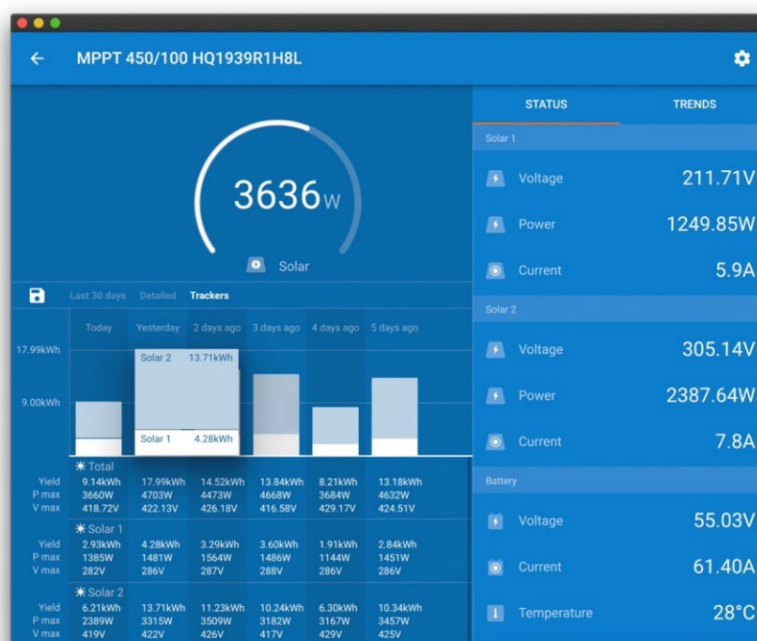 MPPT 450/100 HQ1939R1H8L
3636W
Solar
Last 30 days Detailed Trackers
Today Yesterday 2 days ago 3 days ago 4 days ago 5 days ago
17.99kWh
9.00kWh
Solar 2 13.71kWh
Solar 1 4.28kWh
Total
Yield 9.14kWh 17.99kWh 14.52kWh 13.84kWh 8.21kWh 13.18kWh
P max 3660W 4703W 4473W 4668W 3684W 4632W
V max 418.72V 422.13V 426.18V 416.58V 429.17V 424.51V
Solar 1
Yield 2.93kWh 4.28kWh 3.29kWh 3.60kWh 1.91kWh 2.84kWh
P max 1385W 1481W 1564W 1486W 1144W 1451W
V max 282V 286V 287V 288V 286V 286V
Solar 2
Yield 6.21kWh 13.71kWh 11.23kWh 10.24kWh 6.30kWh 10.34kWh
P max 2389W 3315W 3509W 3182W 3167W 3457W
V max 419V 422V 426V 417V 429V 425V
STATUS TRENDS
Solar 1
Voltage 211.71V
Power 1249.85W
Current 5.9A
Solar 2
Voltage 305.14V
Power 2387.64W
Current 7.8A
Battery
Voltage 55.03V
Current 61.40A
Temperature 28°C